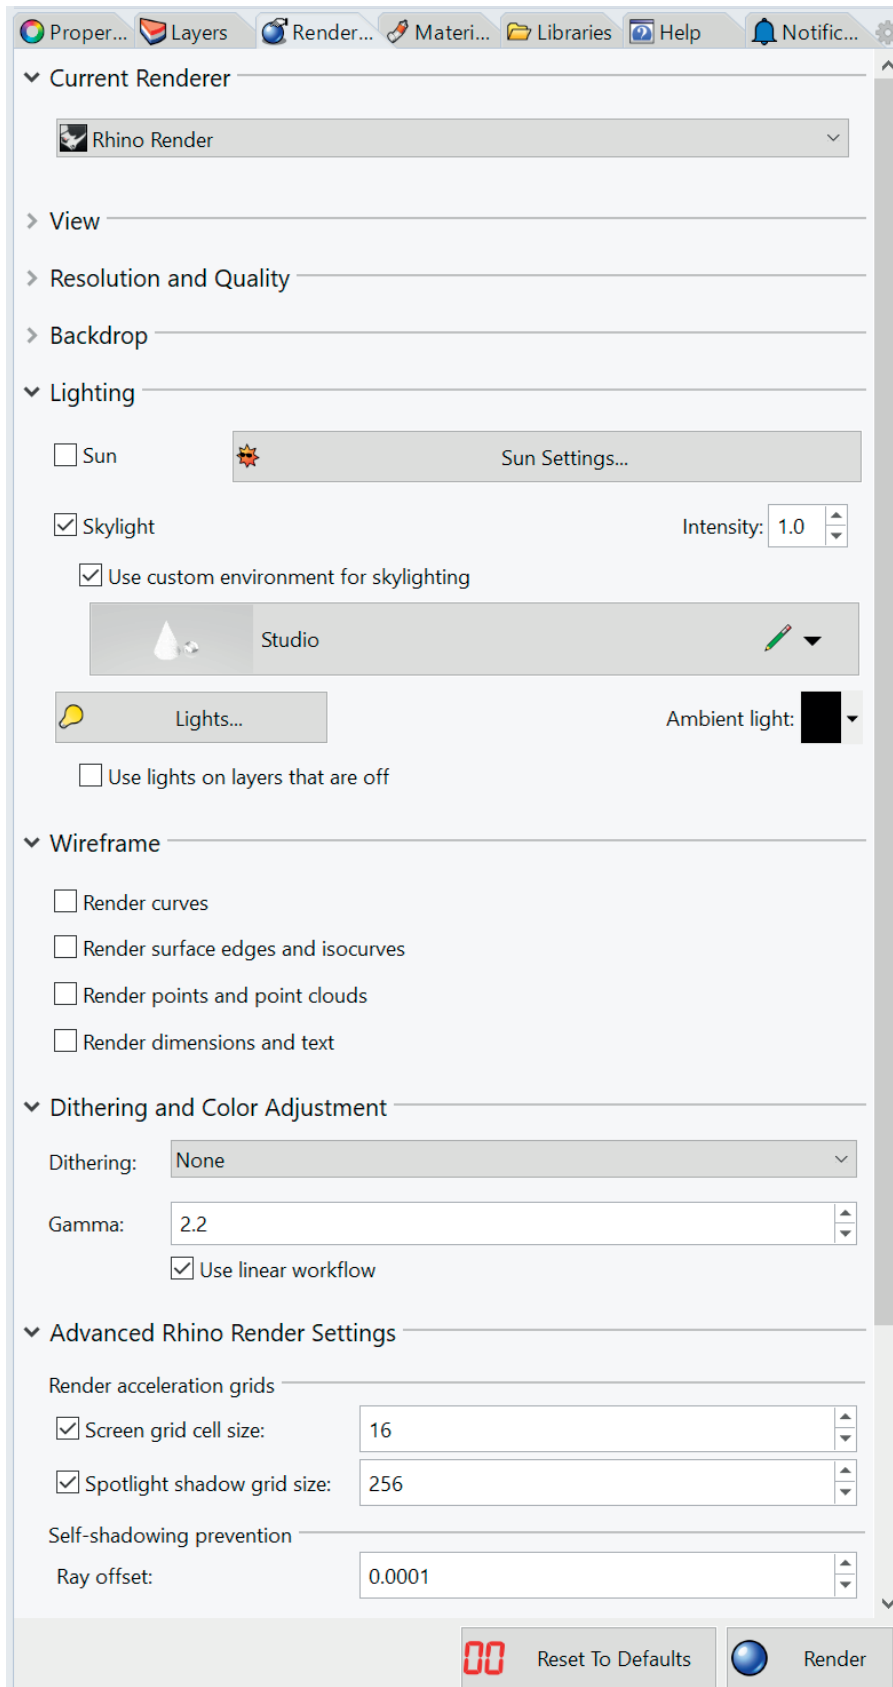 Proper... Layers Render... Materi... Libraries Help Notific...
Current Renderer
Rhino Render
View
Resolution and Quality
Backdrop
Lighting
Sun Sun Settings...
Skylight Intensity: 1.0
Use custom environment for skylighting
Studio
Lights... Ambient light:
Use lights on layers that are off
Wireframe
Render curves
Render surface edges and isocurves
Render points and point clouds
Render dimensions and text
Dithering and Color Adjustment
Dithering: None
Gamma: 2.2
Use linear workflow
Advanced Rhino Render Settings
Render acceleration grids
Screen grid cell size: 16
Spotlight shadow grid size: 256
Self-shadowing prevention
Ray offset: 0.0001
00 Reset To Defaults Render